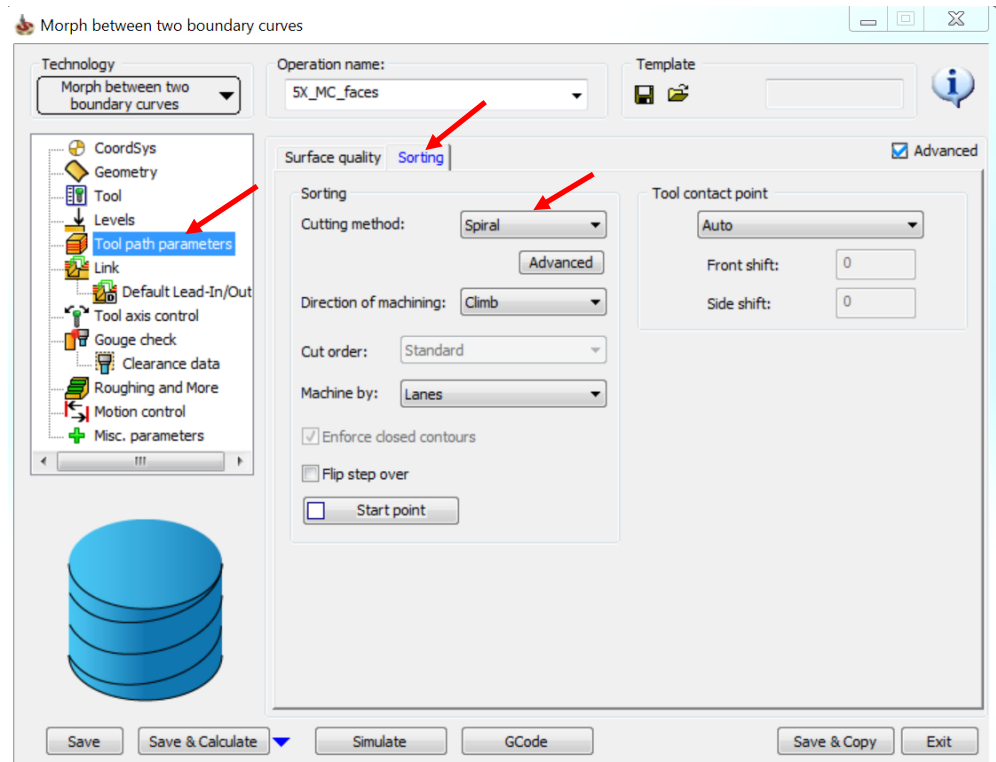 Morph between two boundary curves
Technology
Morph between two
boundary curves
Operation name:
5X_MC_faces
Template
CoordSys
Geometry
Tool
Levels
Tool path parameters
Link
Default Lead-In/Out
Tool axis control
Gouge check
Clearance data
Roughing and More
Motion control
Misc. parameters
Surface quality
Sorting
Advanced
Sorting
Cutting method:
Spiral
Advanced
Direction of machining:
Climb
Cut order:
Standard
Machine by:
Lanes
Enforce closed contours
Flip step over
Start point
Tool contact point
Auto
Front shift:
0
Side shift:
0
Save
Save & Calculate
Simulate
GCode
Save & Copy
Exit